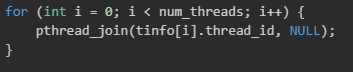 for (int i = 0; i < num_threads; i++) {
    pthread_join(tinfo[i].thread_id, NULL);
}